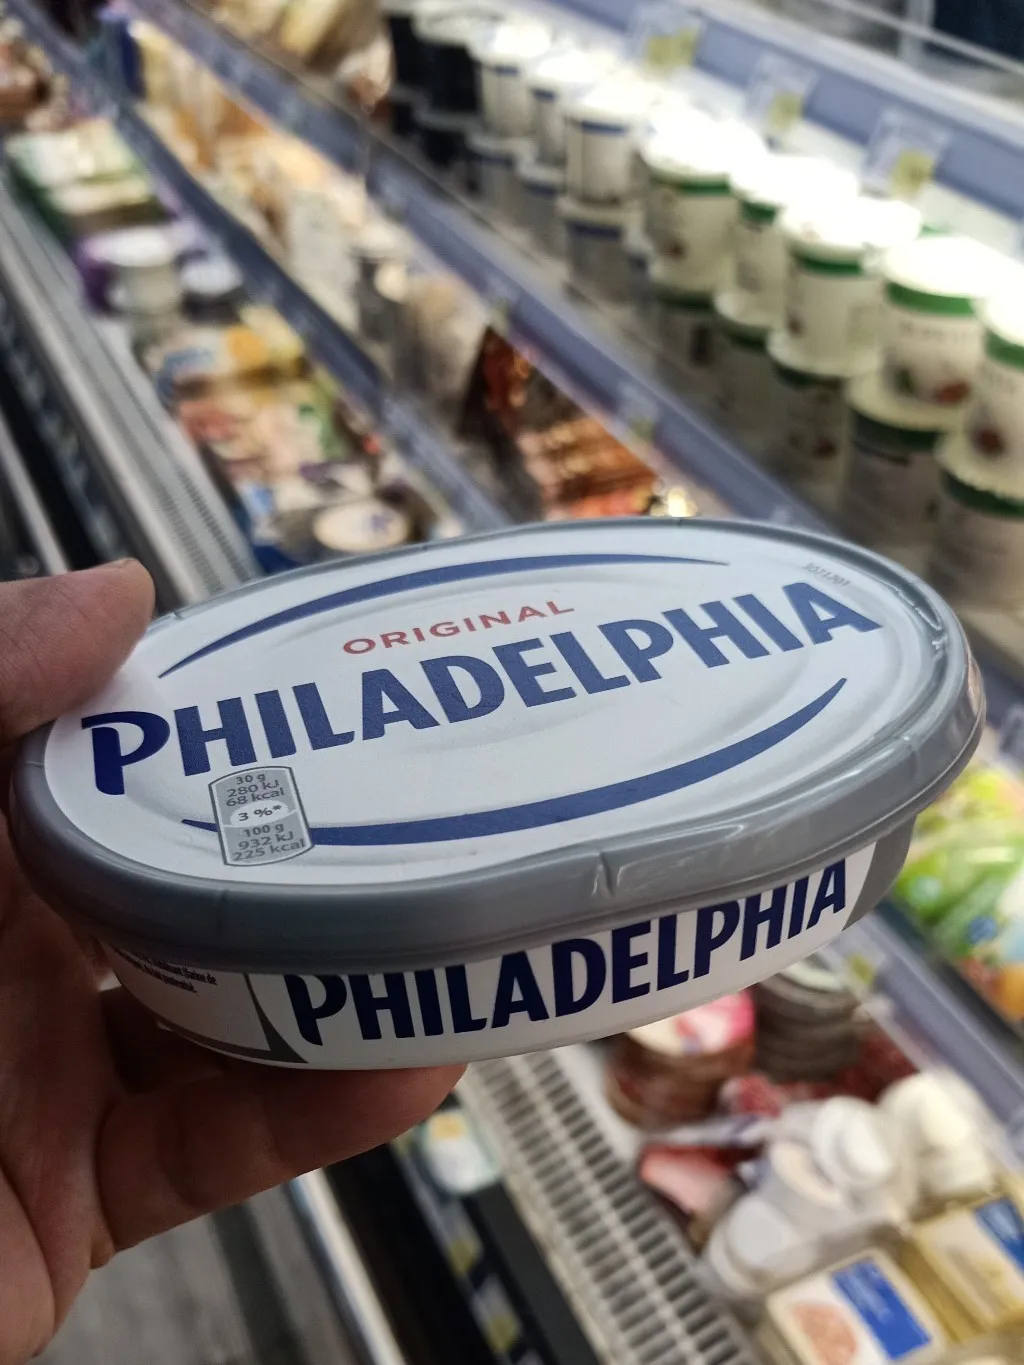 ORIGINAL
PHILADELPHIA
30 g
280 kJ
68 kcal
3 %*
100 g
932 kJ
225 kcal
PHILADELPHIA